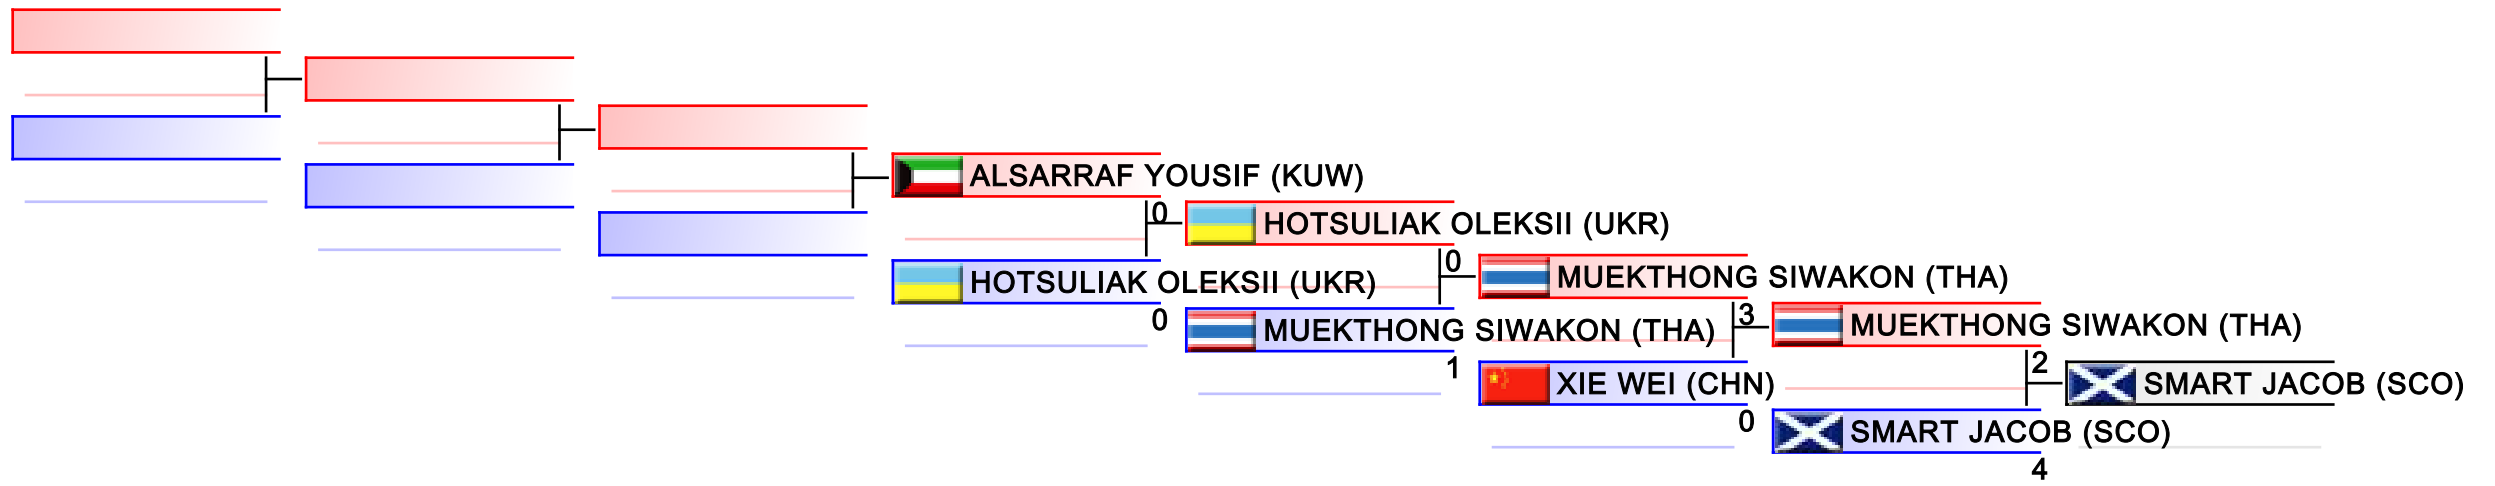 ALSARRAF YOUSIF (KUW)
0
HOTSULIAK OLEKSII (UKR)
HOTSULIAK OLEKSII (UKR)
0
0
MUEKTHONG SIWAKON (THA)
MUEKTHONG SIWAKON (THA)
1
3
MUEKTHONG SIWAKON (THA)
XIE WEI (CHN)
0
2
SMART JACOB (SCO)
SMART JACOB (SCO)
4